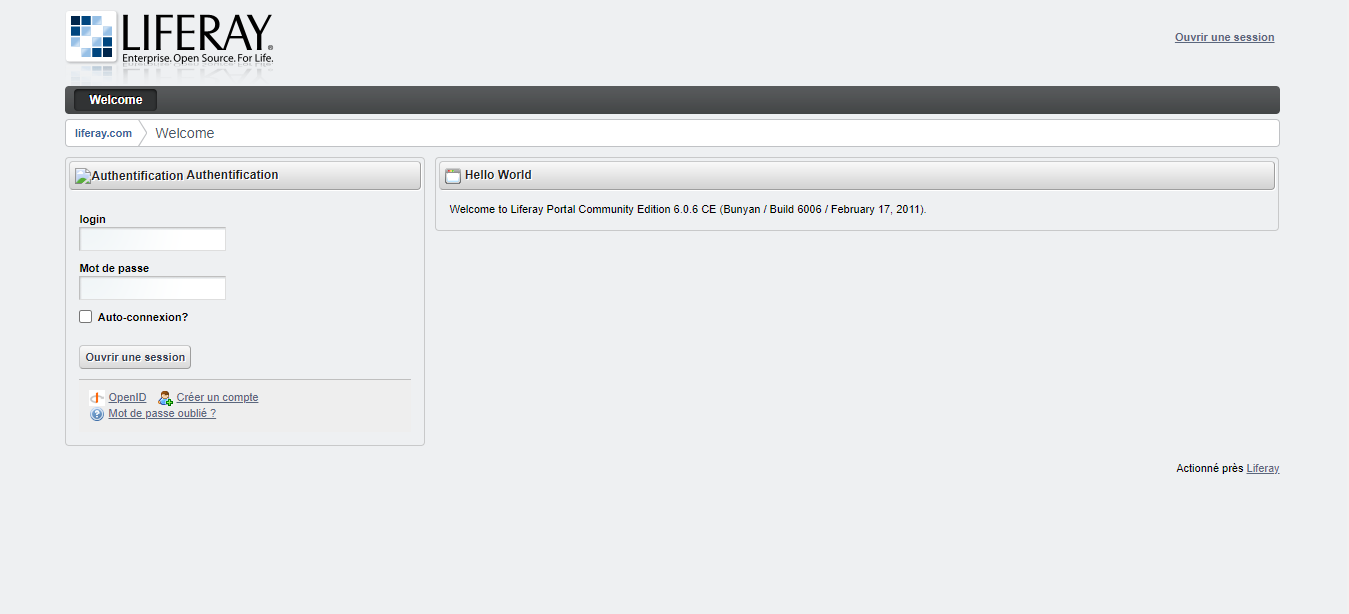 LIFERAY.
Enterprise. Open Source. For Life.
Ouvrir une session
Welcome
liferay.com Welcome
Authentification Authentification
login
Mot de passe
Auto-connexion?
Ouvrir une session
OpenID Créer un compte
Mot de passe oublié ?
Hello World
Welcome to Liferay Portal Community Edition 6.0.6 CE (Bunyan / Build 6006 / February 17, 2011).
Actionné près Liferay